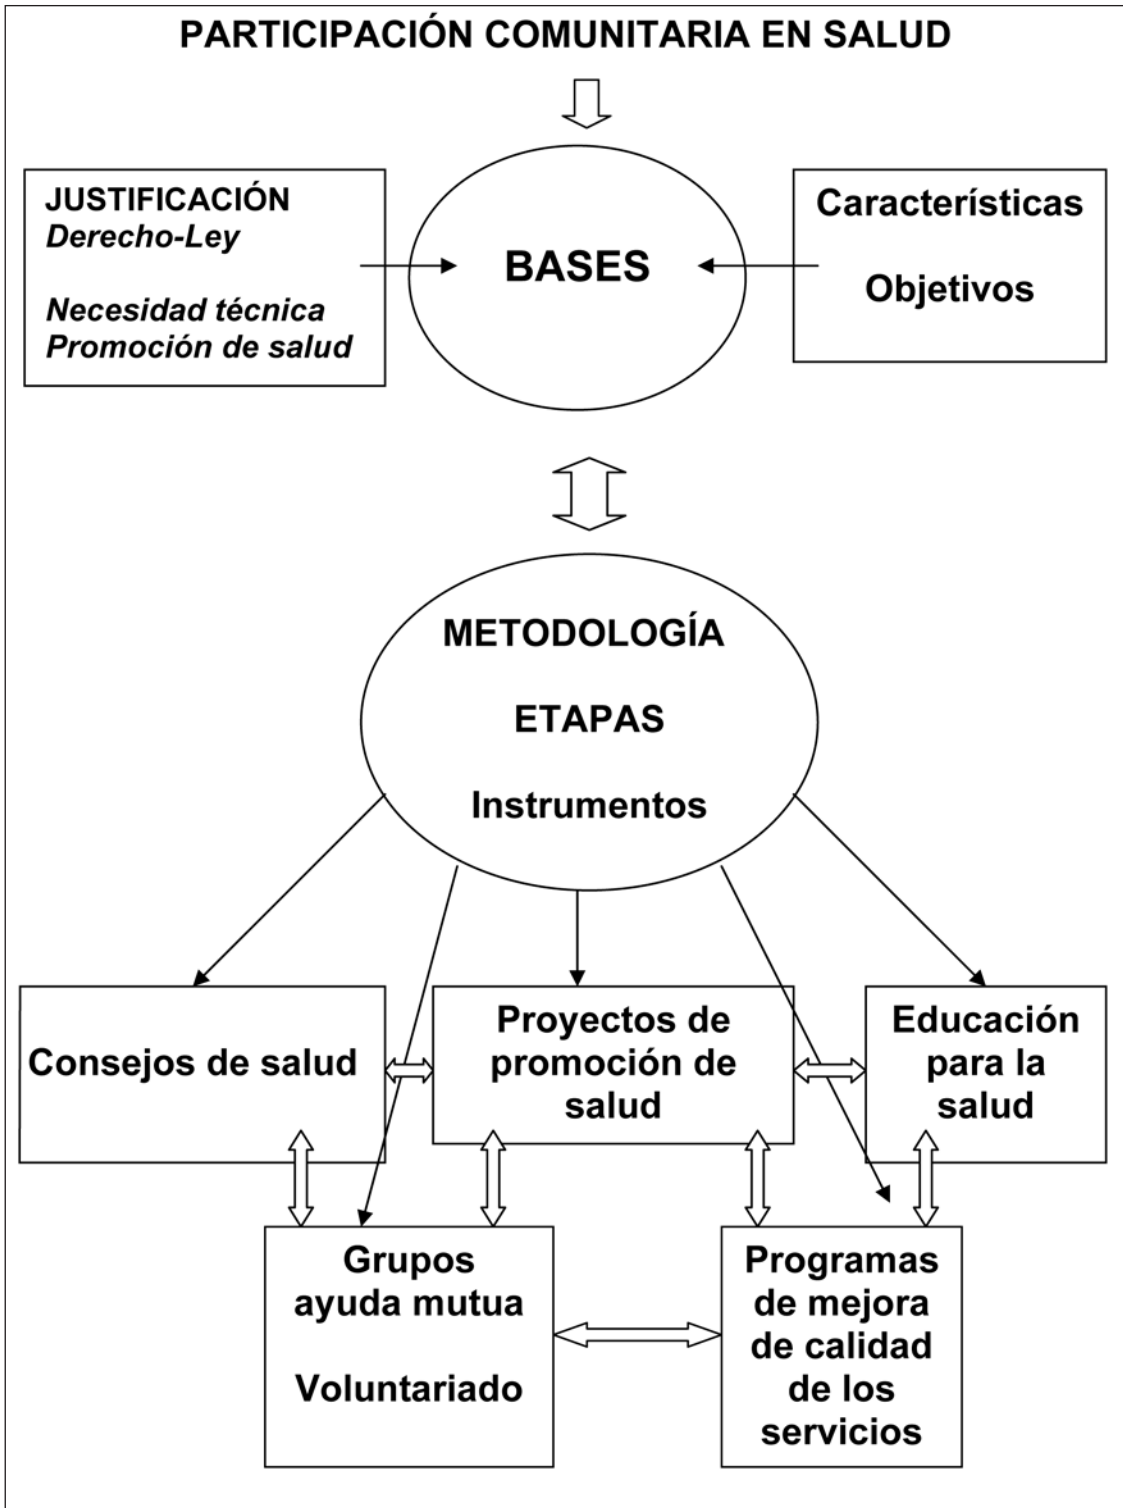 PARTICIPACIÓN COMUNITARIA EN SALUD
JUSTIFICACIÓN
Derecho-Ley
Necesidad técnica
Promoción de salud
BASES
Características
Objetivos
METODOLOGÍA
ETAPAS
Instrumentos
Consejos de salud
Proyectos de
promoción de
salud
Educación
para la
salud
Grupos
ayuda mutua
Voluntariado
Programas
de mejora
de calidad
de los
servicios